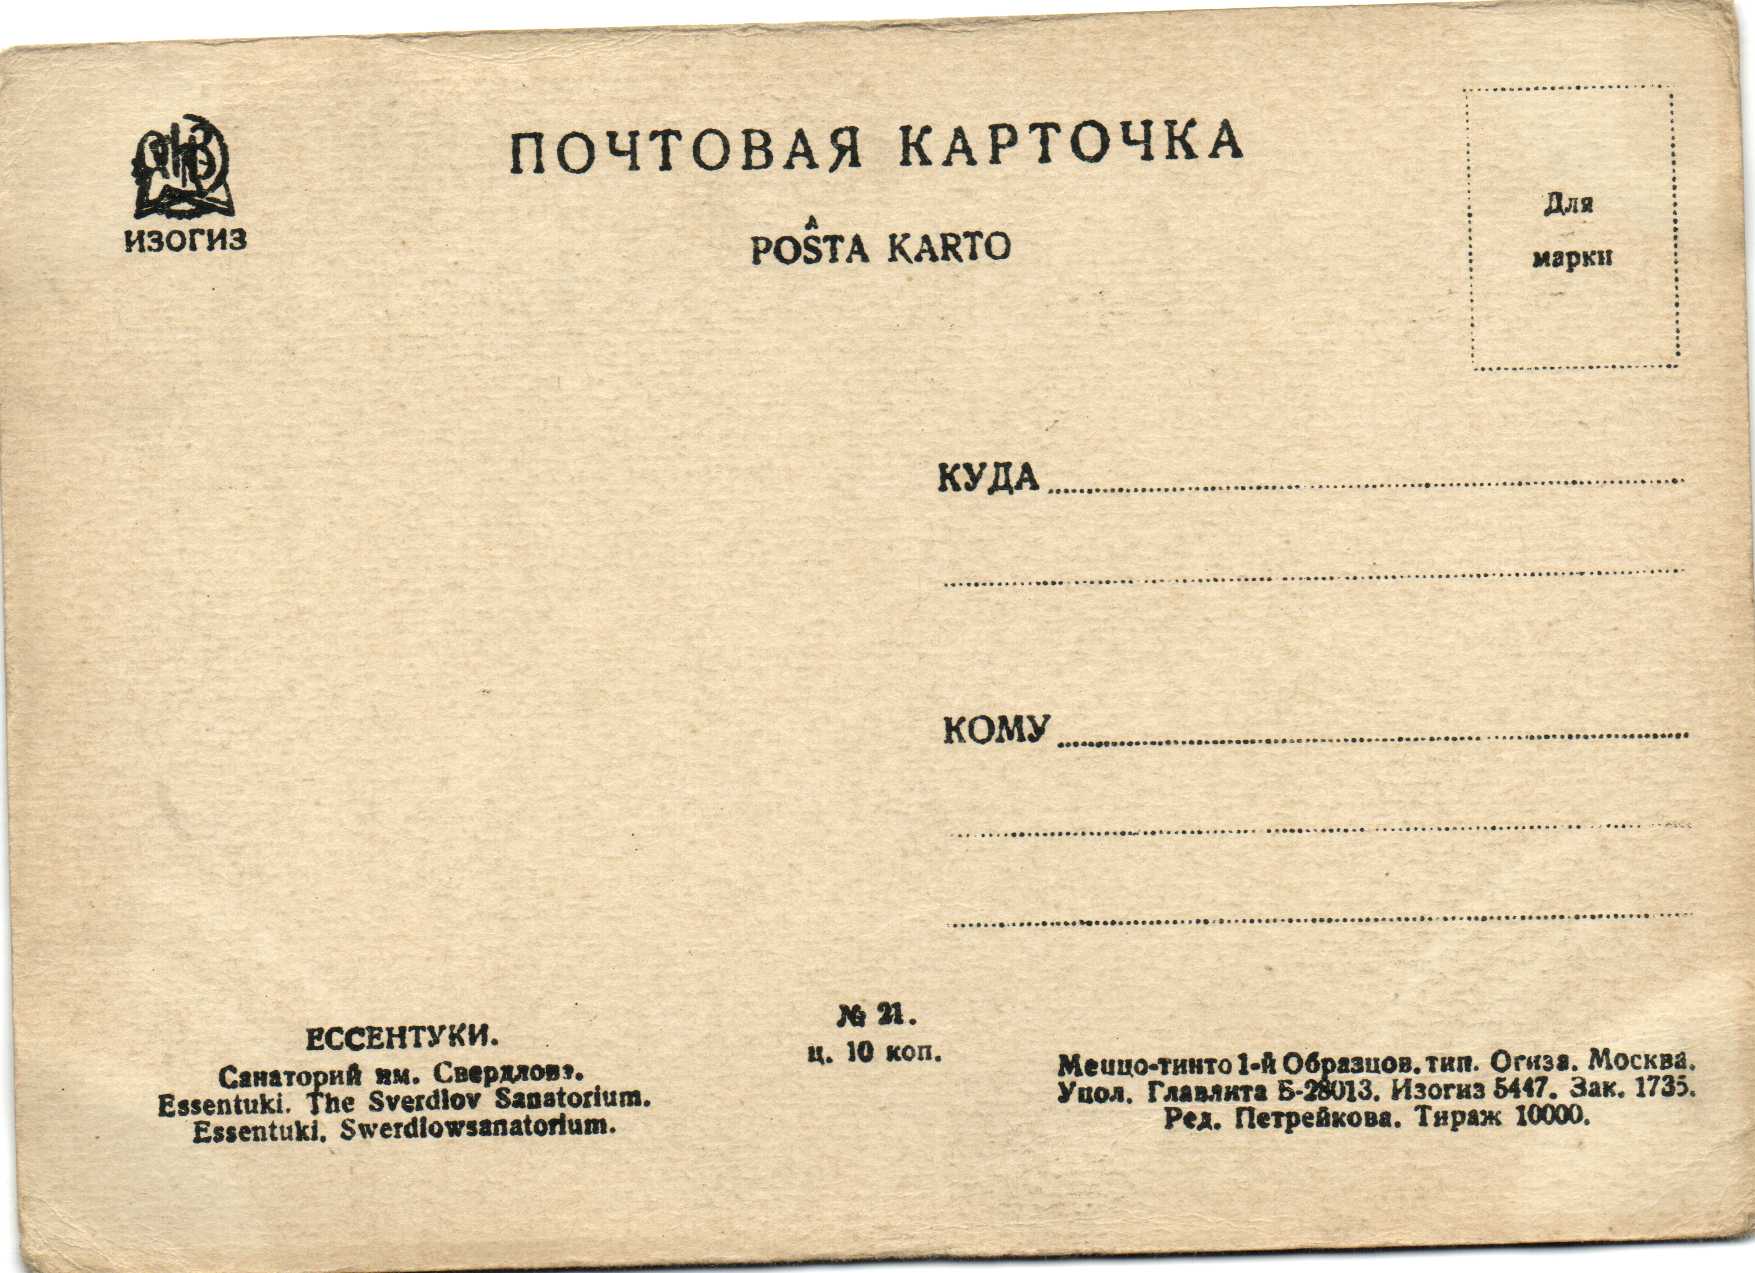 ИЗОГИЗ
ПОЧТОВАЯ КАРТОЧКА
POŜTA KARTO
Для
марки
КУДА
КОМУ
ЕССЕНТУКИ.
Санаторий им. Свердлова.
Essentuki. The Sverdlov Sanatorium.
Essentuki. Swerdlowsanatorium.
№ 21.
ц. 10 коп.
Меццо-тинто 1-й Образцов. тип. Огиза. Москва.
Упол. Главлита Б-28013. Изогиз 5447. Зак. 1735.
Ред. Петрейкова. Тираж 10000.